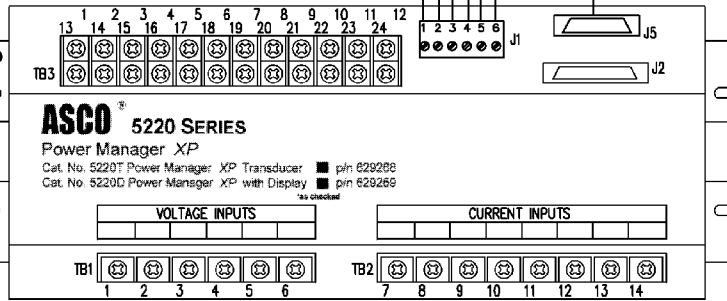 1 2 3 4 5 6 7 8 9 10 11 12
13 14 15 16 17 18 19 20 21 22 23 24
TB3
1 2 3 4 5 6
J1
J5
J2
ASCO ® 5220 SERIES
Power Manager XP
Cat. No. 5220T Power Manager XP Transducer ■ p/n 629268
Cat. No. 5220D Power Manager XP with Display ■ p/n 629269
*as checked
VOLTAGE INPUTS
CURRENT INPUTS
TB1
1 2 3 4 5 6
TB2
7 8 9 10 11 12 13 14